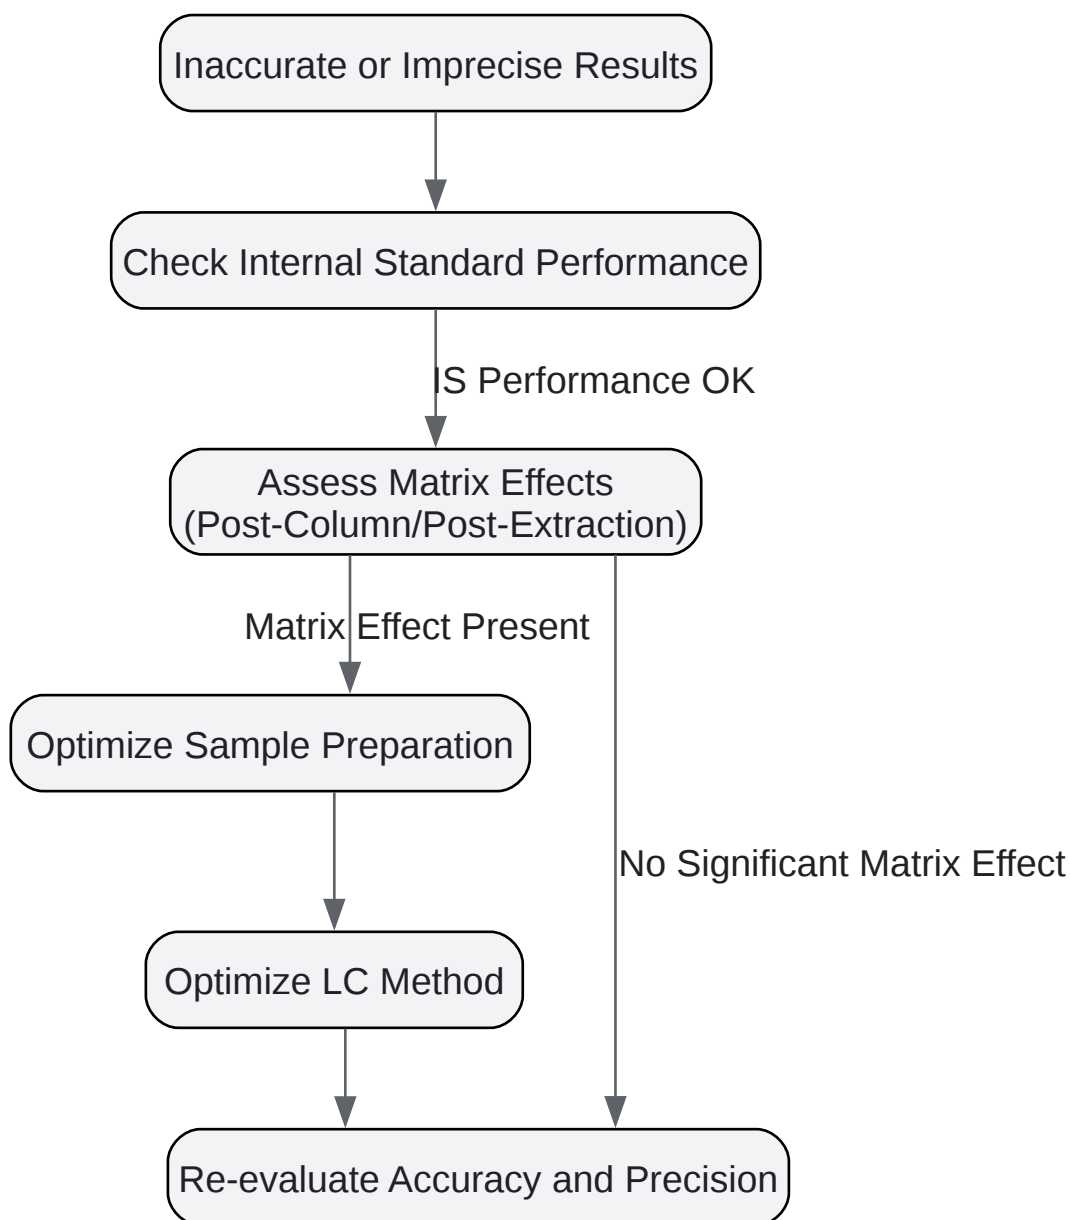 Inaccurate or Imprecise Results
Check Internal Standard Performance
IS Performance OK
Assess Matrix Effects
(Post-Column/Post-Extraction)
Matrix Effect Present
Optimize Sample Preparation
No Significant Matrix Effect
Optimize LC Method
Re-evaluate Accuracy and Precision